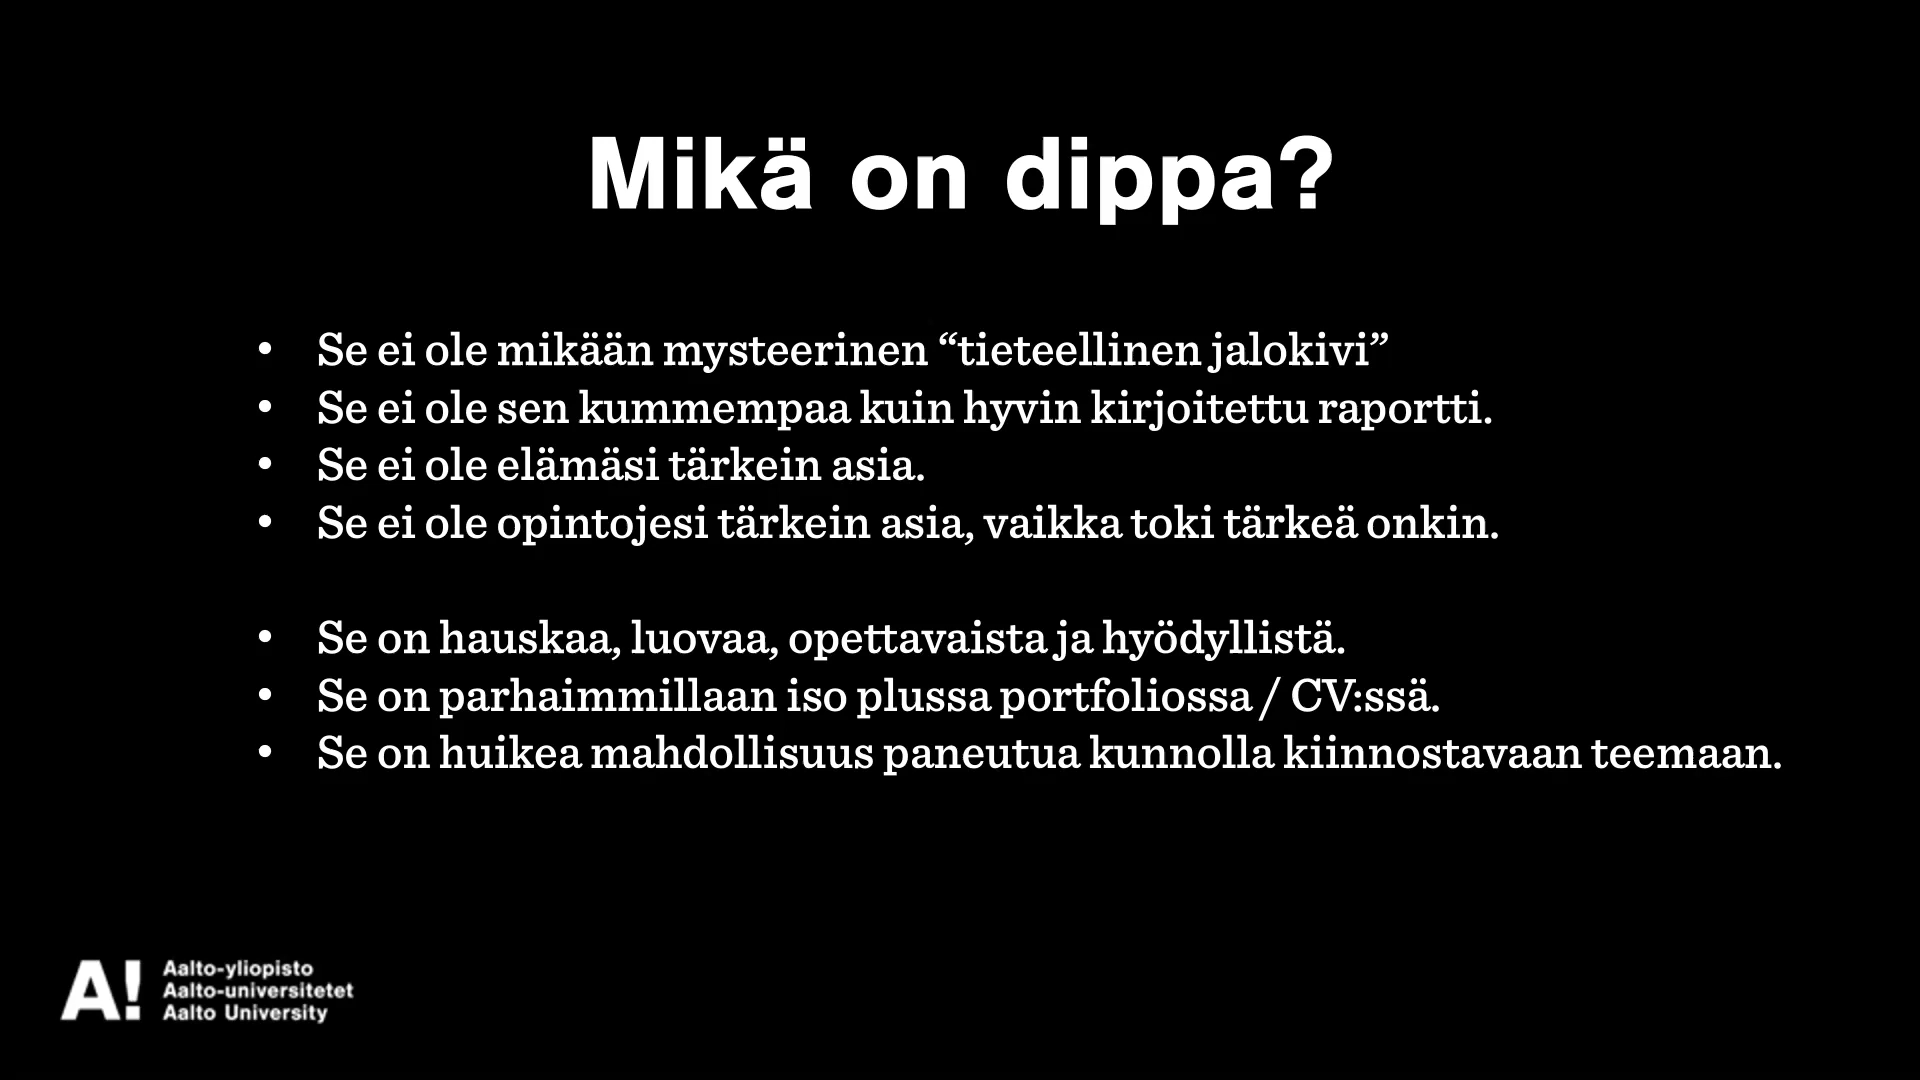 Mikä on dippa?
• Se ei ole mikään mysteerinen “tieteellinen jalokivi”
• Se ei ole sen kummempaa kuin hyvin kirjoitettu raportti.
• Se ei ole elämäsi tärkein asia.
• Se ei ole opintojesi tärkein asia, vaikka toki tärkeä onkin.
• Se on hauskaa, luovaa, opettavaista ja hyödyllistä.
• Se on parhaimmillaan iso plussa portfoliossa / CV:ssä.
• Se on huikea mahdollisuus paneutua kunnolla kiinnostavaan teemaan.
A!
Aalto-yliopisto
Aalto-universitetet
Aalto University